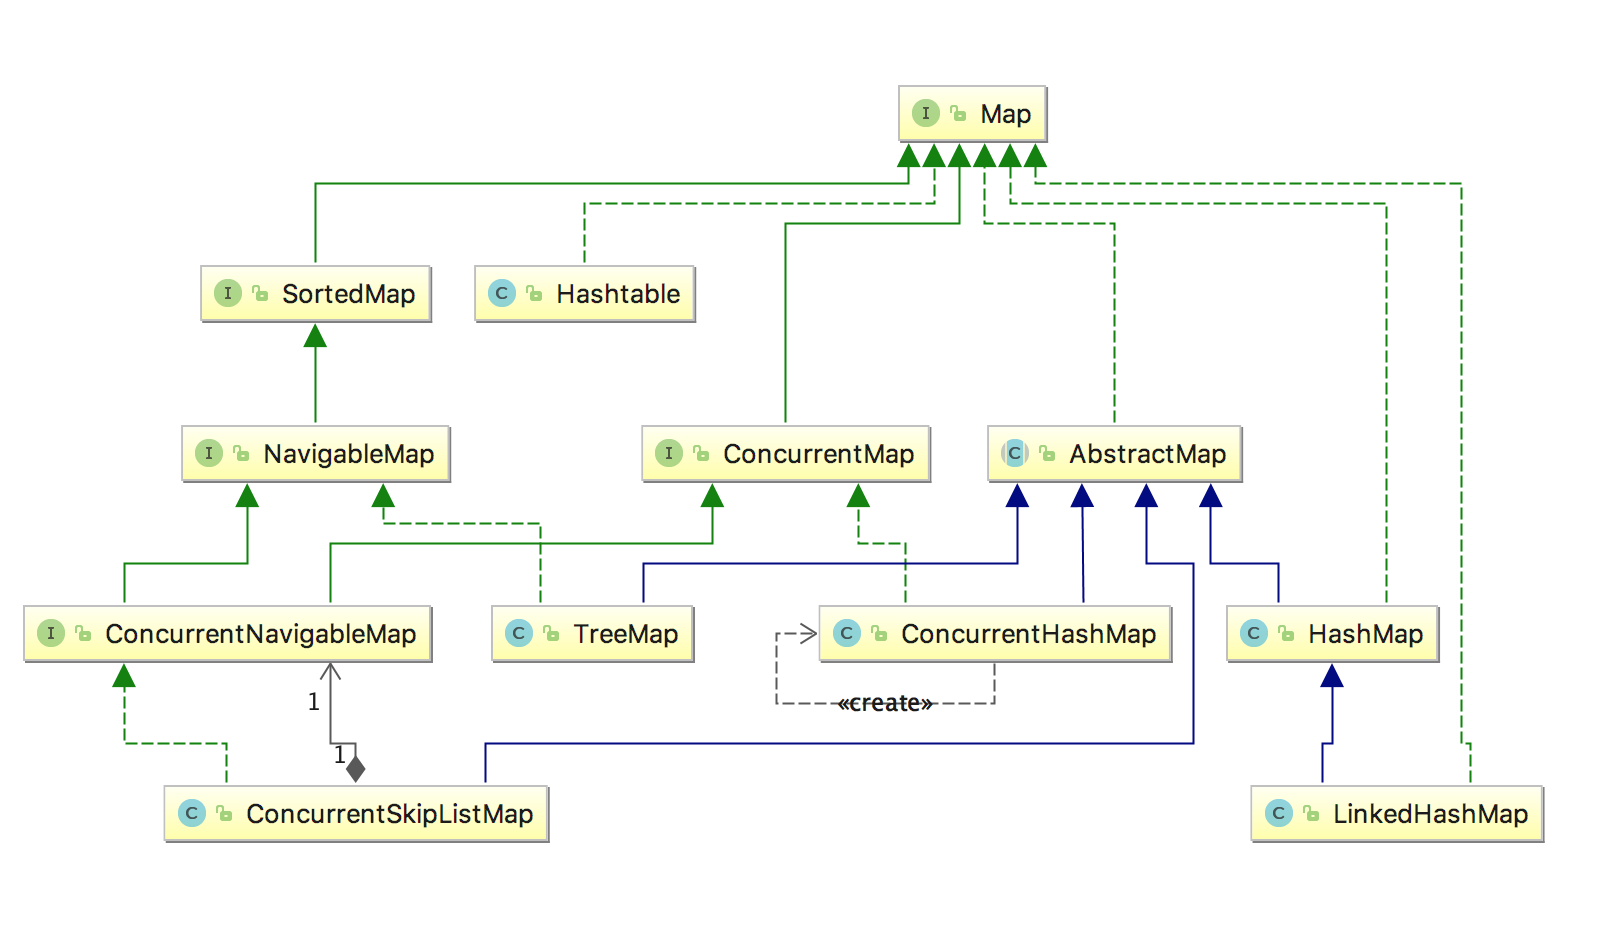 I Map
I SortedMap
C Hashtable
I NavigableMap
I ConcurrentMap
C AbstractMap
I ConcurrentNavigableMap
C TreeMap
C ConcurrentHashMap
C HashMap
1
«create»
1
C ConcurrentSkipListMap
C LinkedHashMap